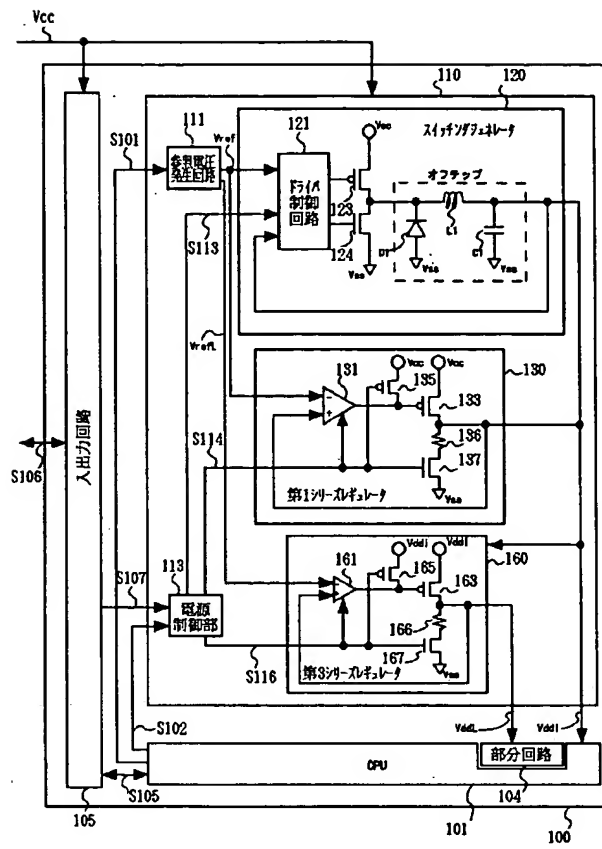 Vcc
110
120
111
121
Vcc
スイッチングジェネレータ
S101
参照電圧
発生回路
Vref
ドライバ
制御
回路
オフチップ
123
L1
S113
124
D1
C1
Vss
Vss
Vss
VrefL
Vcc
Vcc
130
131
135
133
136
S114
137
Vss
第1シリーズレギュレータ
入出力回路
S106
Vddi
Vddi
160
S107
113
161
165
163
電源
制御部
166
167
Vss
S116
第3シリーズレギュレータ
S102
VddL
Vddi
部分回路
CPU
S105
104
105
101
100